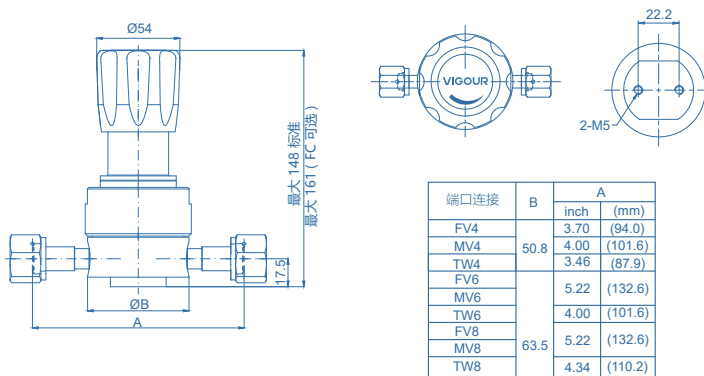 Ø54
最大 148 标准
最大 161 ( FC 可选 )
17.5
ØB
A
VIGOUR
22.2
2-M5
端口连接 B A
inch (mm)
FV4 50.8 3.70 (94.0)
MV4 4.00 (101.6)
TW4 3.46 (87.9)
FV6 63.5 5.22 (132.6)
MV6
TW6 4.00 (101.6)
FV8 5.22 (132.6)
MV8
TW8 4.34 (110.2)